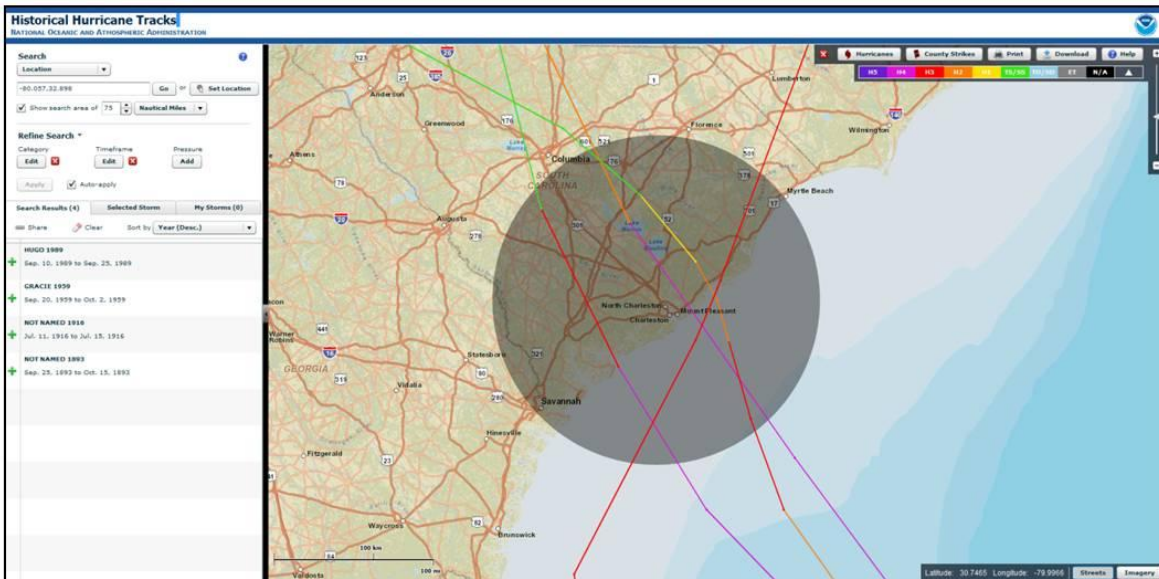 Historical Hurricane Tracks
NATIONAL OCEANIC AND ATMOSPHERIC ADMINISTRATION
Search
Location
-80.057,32.898
Go
or
Set Location
Show search area of 75 Nautical Miles
Refine Search
Category
Timeframe
Pressure
Edit
Edit
Add
Apply
Auto-apply
Search Results (4)
Selected Storm
My Storms (0)
Share
Clear
Sort by Year (Desc.)
HUGO 1989
Sep. 10, 1989 to Sep. 25, 1989
GRACIE 1959
Sep. 20, 1959 to Oct. 2, 1959
NOT NAMED 1916
Jul. 11, 1916 to Jul. 15, 1916
NOT NAMED 1893
Sep. 25, 1893 to Oct. 15, 1893
Hurricanes
County Strikes
Print
Download
Help
H5
H4
H3
H2
TS/SS
ET
N/A
Anderson
Greenwood
Athens
Columbia
SOUTH
CAROLINA
Florence
Lumberton
Wilmington
Myrtle Beach
Augusta
North Charleston
Mount Pleasant
Charleston
Warner
Robins
GEORGIA
Statesboro
Vidalia
Savannah
Hinesville
Fitzgerald
Waycross
Brunswick
Valdosta
100 km
100 mi
Latitude: 30.7465 Longitude: -79.9966
Streets
Imagery